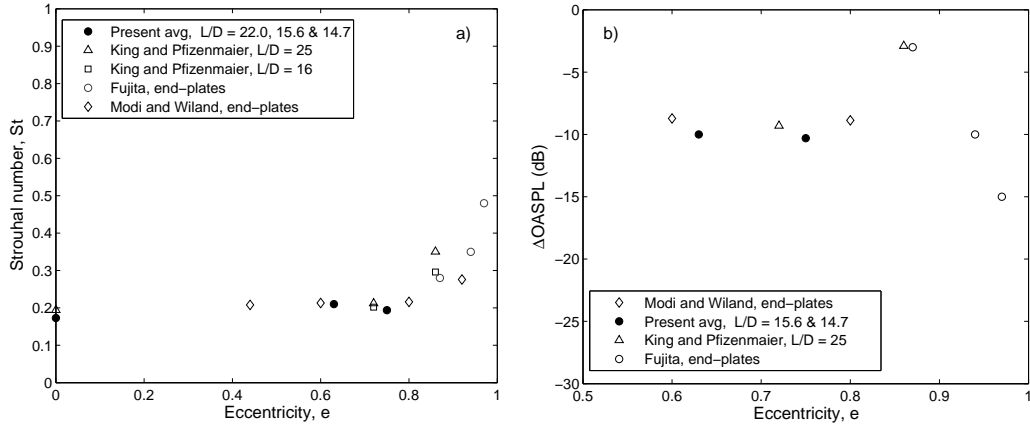 a)
Present avg, L/D = 22.0, 15.6 & 14.7
King and Pfizenmaier, L/D = 25
King and Pfizenmaier, L/D = 16
Fujita, end−plates
Modi and Wiland, end−plates
Strouhal number, St
1
0.9
0.8
0.7
0.6
0.5
0.4
0.3
0.2
0.1
0
0 0.2 0.4 0.6 0.8 1
Eccentricity, e
b)
ΔOASPL (dB)
0
−5
−10
−15
−20
−25
−30
Modi and Wiland, end−plates
Present avg, L/D = 15.6 & 14.7
King and Pfizenmaier, L/D = 25
Fujita, end−plates
0.5 0.6 0.7 0.8 0.9 1
Eccentricity, e